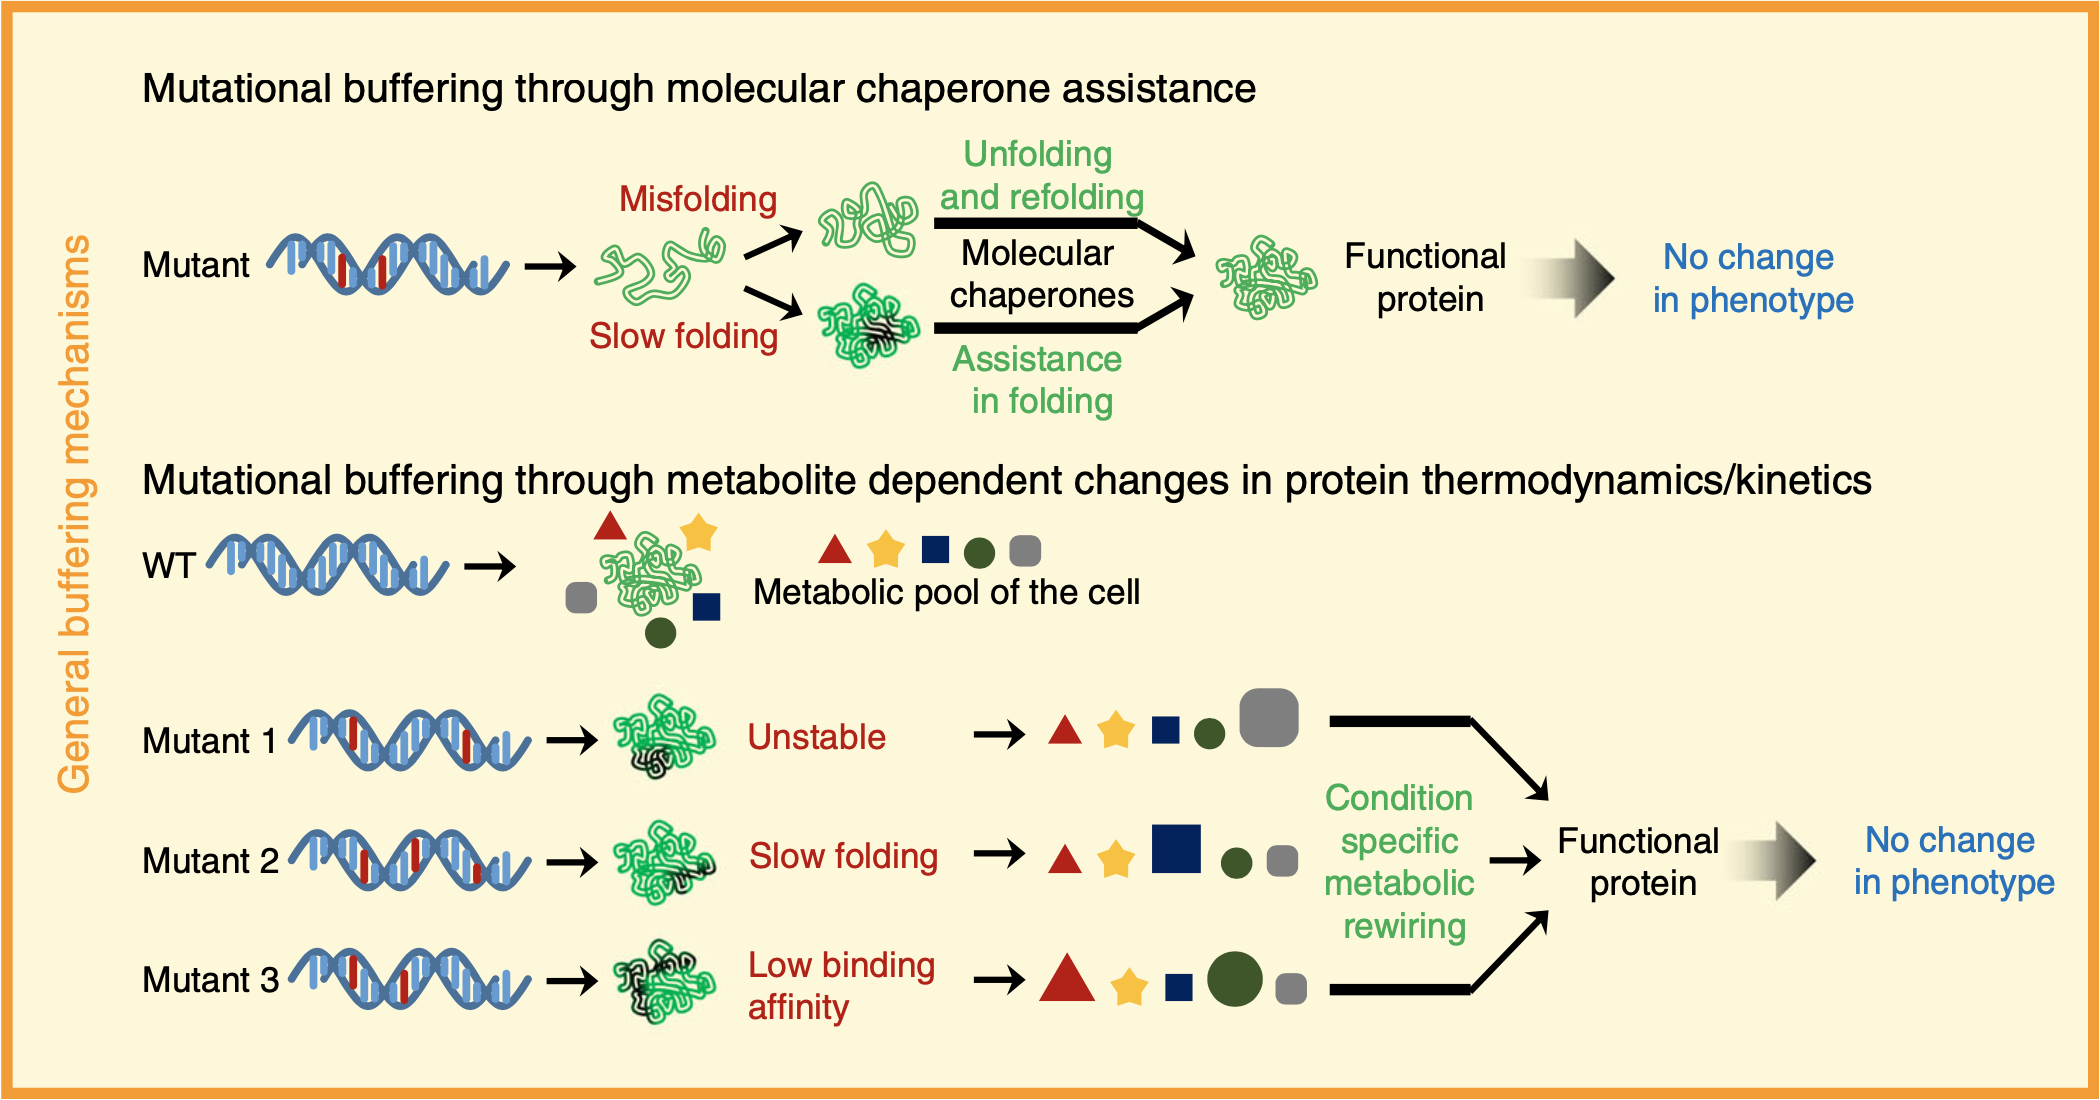 General buffering mechanisms
Mutational buffering through molecular chaperone assistance
Mutant
Misfolding
Slow folding
Unfolding
and refolding
Molecular
chaperones
Assistance
in folding
Functional
protein
No change
in phenotype
Mutational buffering through metabolite dependent changes in protein thermodynamics/kinetics
WT
Metabolic pool of the cell
Mutant 1
Unstable
Mutant 2
Slow folding
Mutant 3
Low binding
affinity
Condition
specific
metabolic
rewiring
Functional
protein
No change
in phenotype